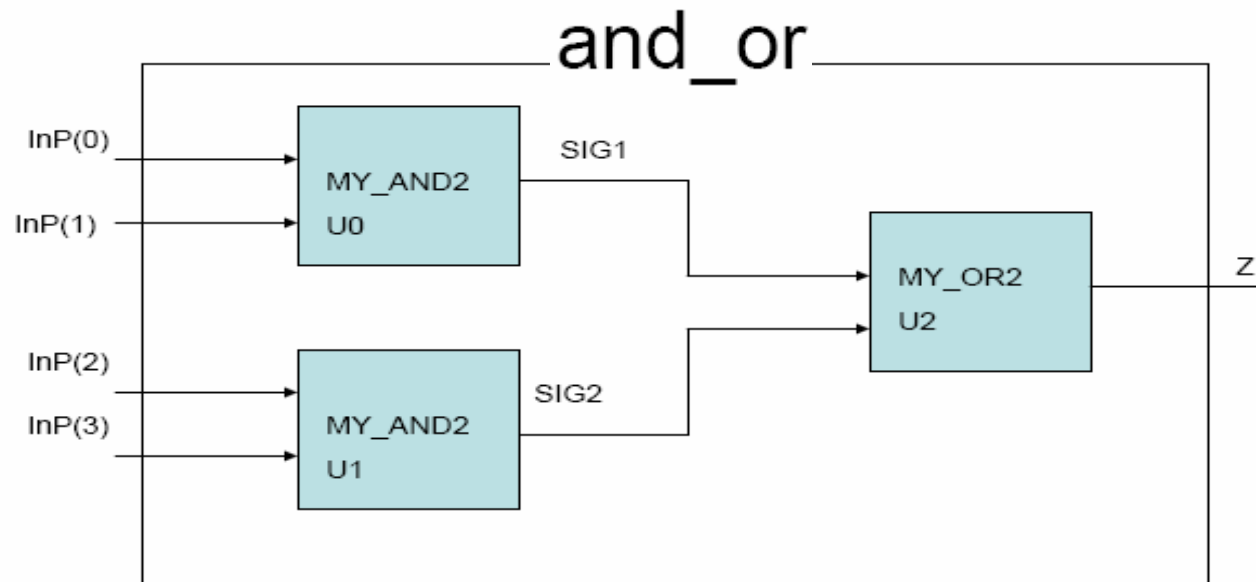 and_or
InP(0)
InP(1)
MY_AND2
U0
SIG1
MY_OR2
U2
Z
InP(2)
InP(3)
MY_AND2
U1
SIG2